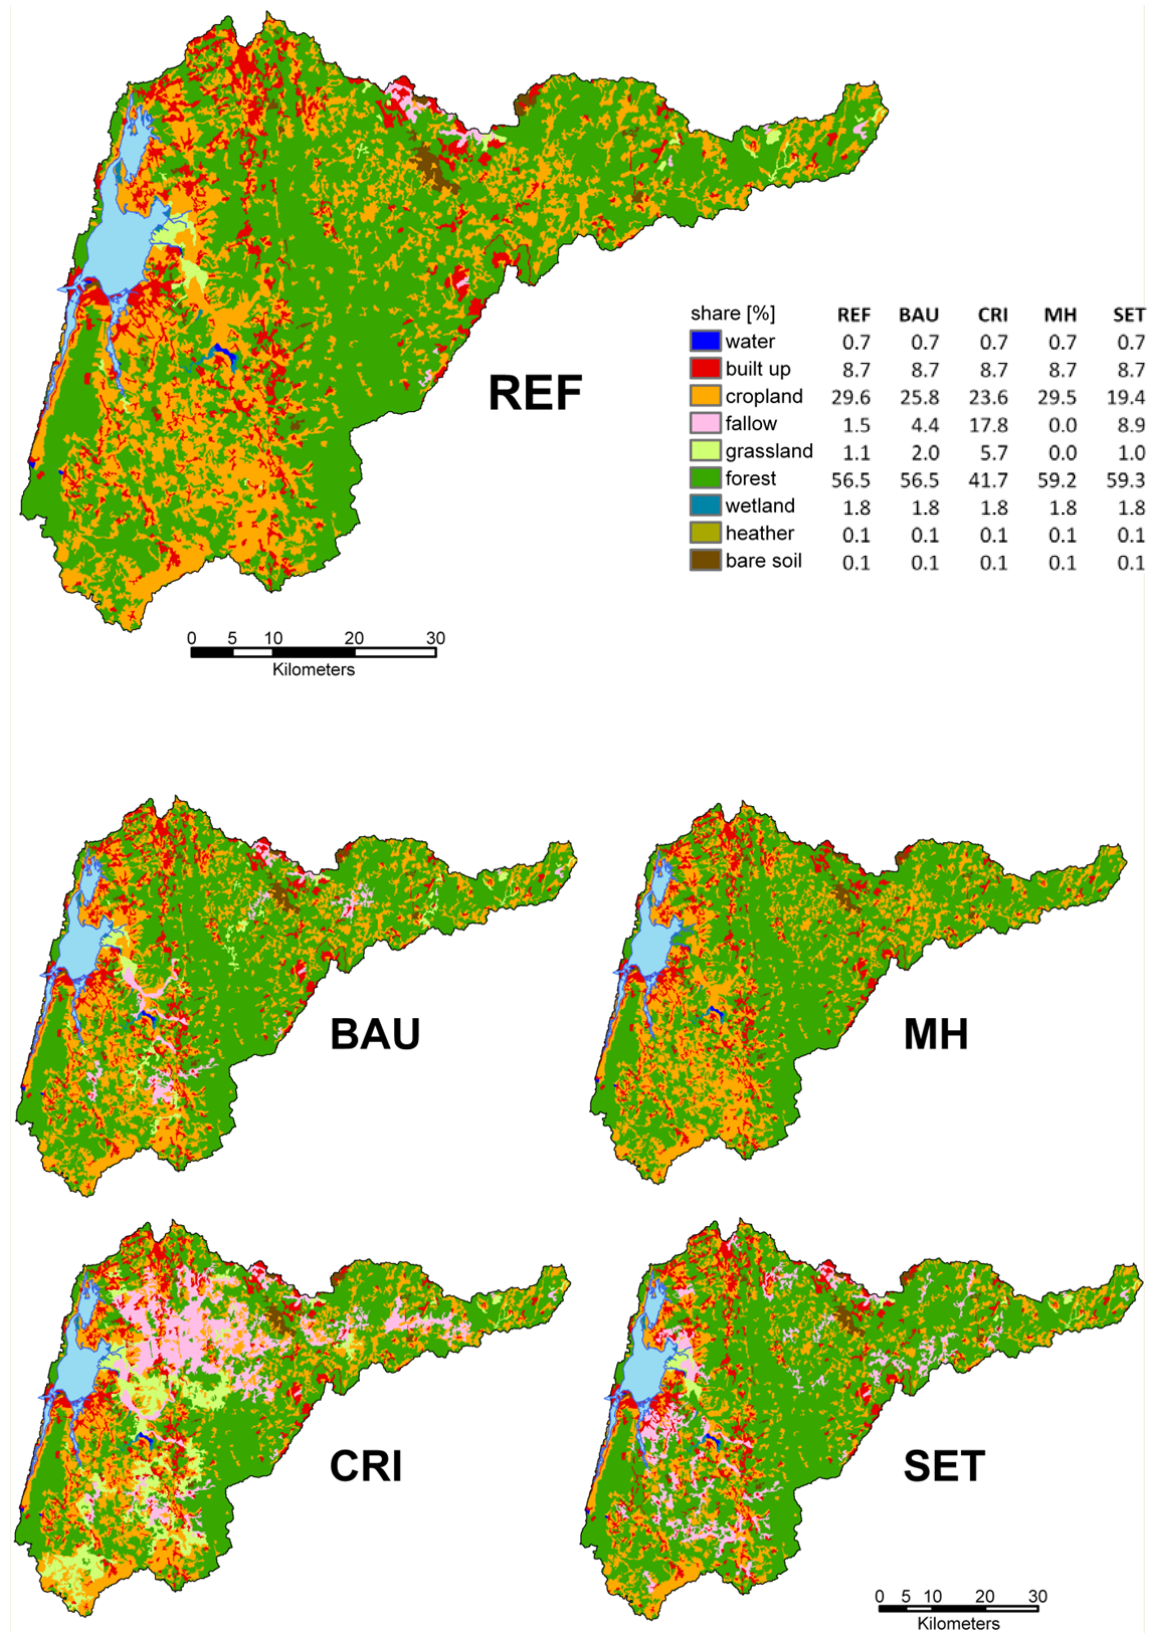 share [%] REF BAU CRI MH SET
water 0.7 0.7 0.7 0.7 0.7
built up 8.7 8.7 8.7 8.7 8.7
cropland 29.6 25.8 23.6 29.5 19.4
fallow 1.5 4.4 17.8 0.0 8.9
grassland 1.1 2.0 5.7 0.0 1.0
forest 56.5 56.5 41.7 59.2 59.3
wetland 1.8 1.8 1.8 1.8 1.8
heather 0.1 0.1 0.1 0.1 0.1
bare soil 0.1 0.1 0.1 0.1 0.1
REF
0 5 10 20 30
Kilometers
BAU
MH
CRI
SET
0 5 10 20 30
Kilometers